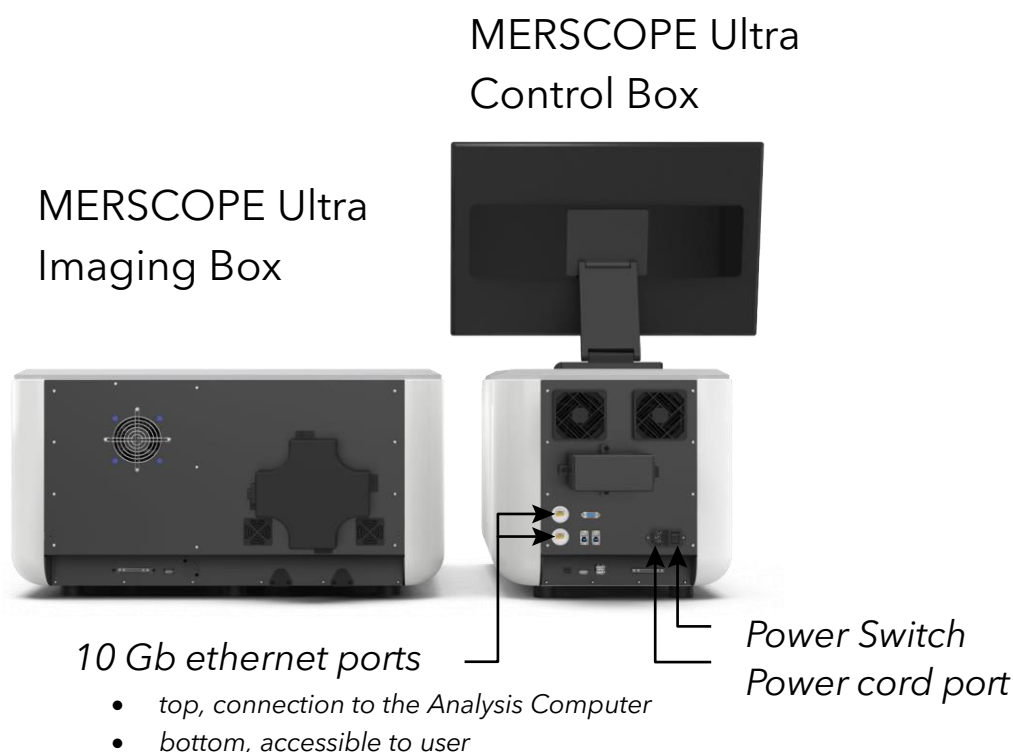 MERSCOPE Ultra
Control Box
MERSCOPE Ultra
Imaging Box
10 Gb ethernet ports
• top, connection to the Analysis Computer
• bottom, accessible to user
Power Switch
Power cord port